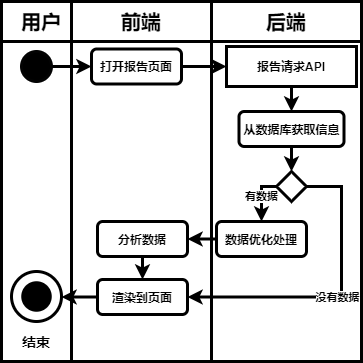 用户
前端
后端
打开报告页面
报告请求API
从数据库获取信息
有数据
分析数据
数据优化处理
渲染到页面
没有数据
结束